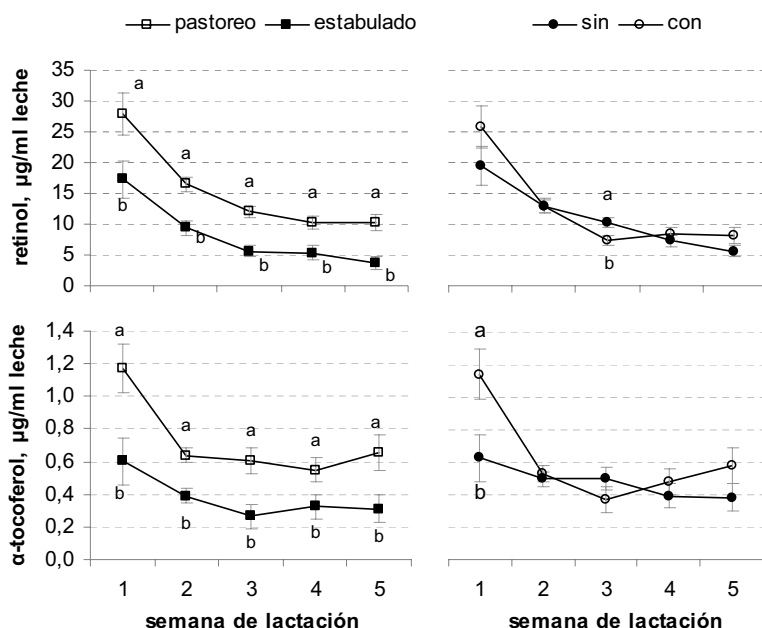 pastoreo estabulado sin con
retinol, µg/ml leche
35
30
25
20
15
10
5
0
a
a
a
a
a
b
b
b
b
b
a
b
α-tocoferol, µg/ml leche
1,4
1,2
1,0
0,8
0,6
0,4
0,2
0,0
a
a
a
a
a
b
b
b
b
b
a
b
1 2 3 4 5 1 2 3 4 5
semana de lactación semana de lactación